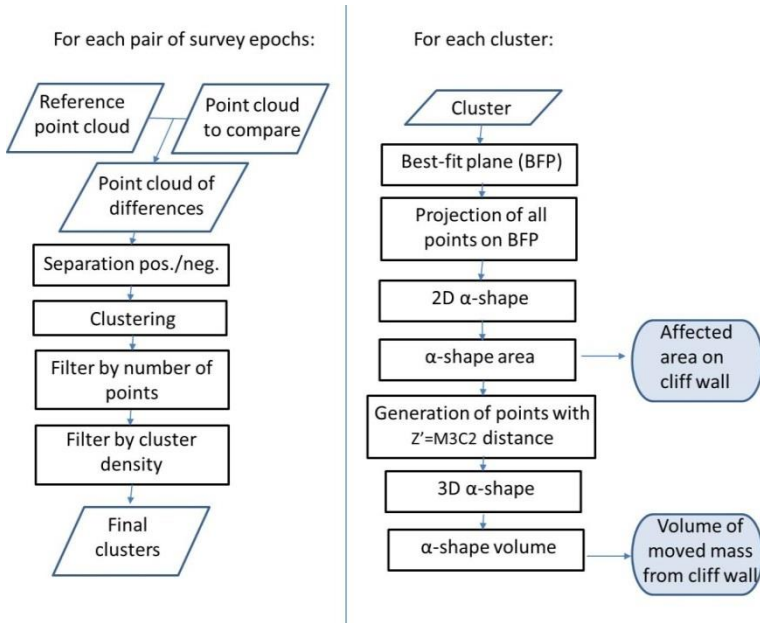 For each pair of survey epochs:
Reference
point cloud
Point cloud
to compare
Point cloud of
differences
Separation pos./neg.
Clustering
Filter by number of
points
Filter by cluster
density
Final
clusters
For each cluster:
Cluster
Best-fit plane (BFP)
Projection of all
points on BFP
2D α-shape
α-shape area
Affected
area on
cliff wall
Generation of points with
Z’=M3C2 distance
3D α-shape
α-shape volume
Volume of
moved mass
from cliff wall